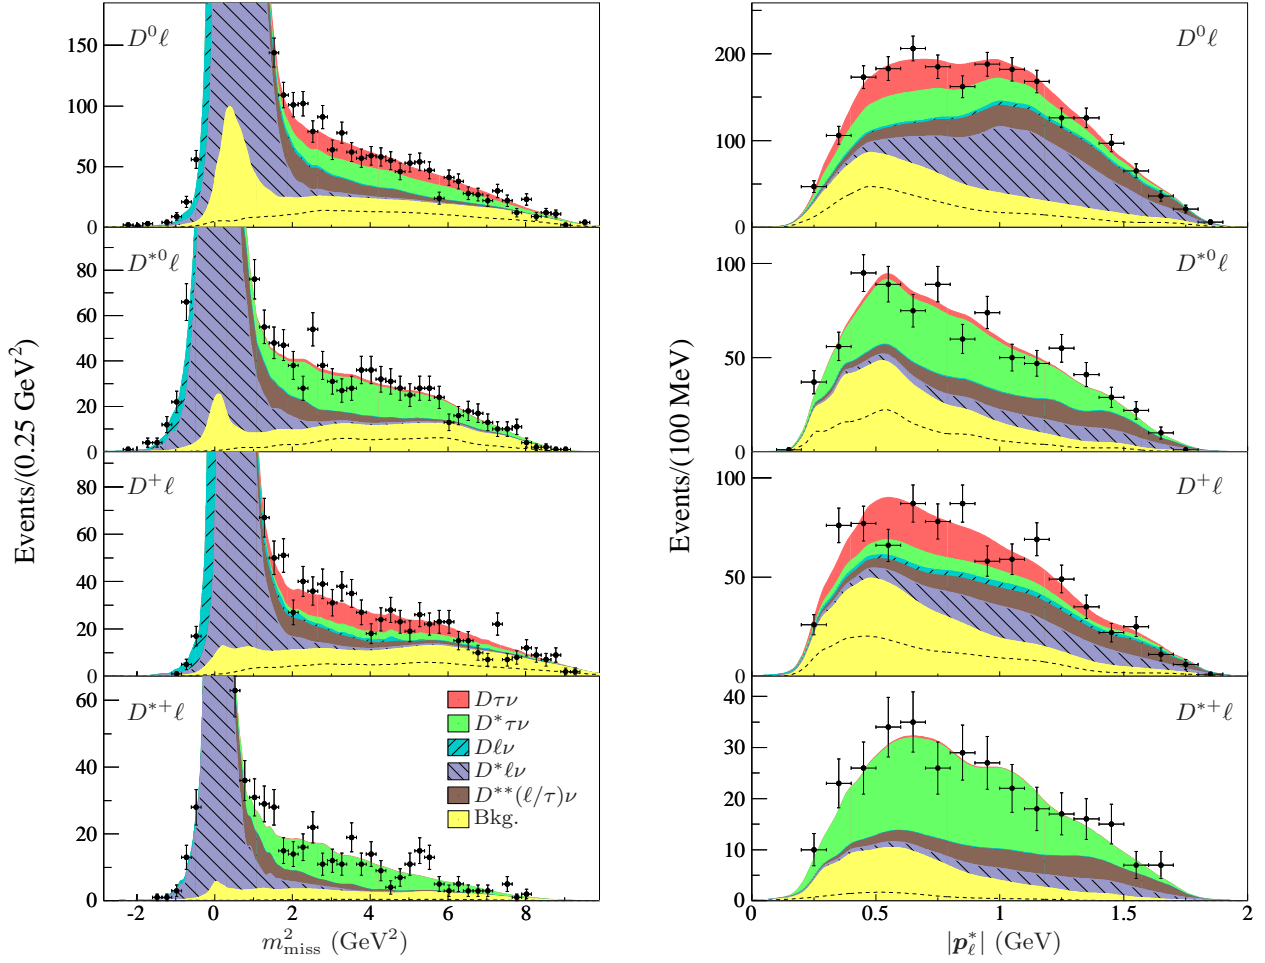 D⁰ℓ
150
100
50
0
D*⁰ℓ
80
60
40
20
0
D⁺ℓ
80
60
40
20
0
D*⁺ℓ
60
40
20
0
-2 0 2 4 6 8
m²miss (GeV²)
Events/(0.25 GeV²)
Dτν
D*τν
Dℓν
D*ℓν
D**(ℓ/τ)ν
Bkg.
D⁰ℓ
200
100
0
D*⁰ℓ
100
50
0
D⁺ℓ
100
50
0
D*⁺ℓ
40
30
20
10
0
0 0.5 1 1.5 2
|p*ℓ| (GeV)
Events/(100 MeV)